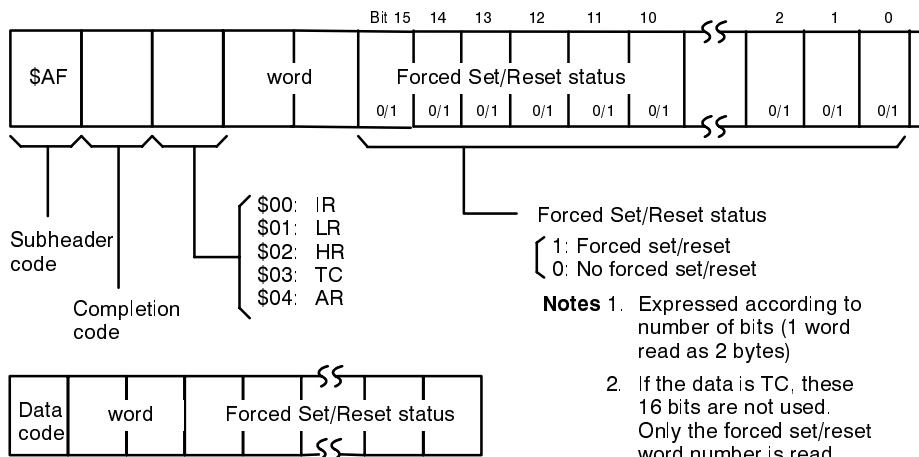 Bit 15 14 13 12 11 10 2 1 0
$AF word Forced Set/Reset status
0/1 0/1 0/1 0/1 0/1 0/1 0/1 0/1 0/1
Subheader
code
Completion
code
$00: IR
$01: LR
$02: HR
$03: TC
$04: AR
Forced Set/Reset status
1: Forced set/reset
0: No forced set/reset
Notes 1. Expressed according to
number of bits (1 word
read as 2 bytes)
2. If the data is TC, these
16 bits are not used.
Only the forced set/reset
word number is read
Data
code
word Forced Set/Reset status